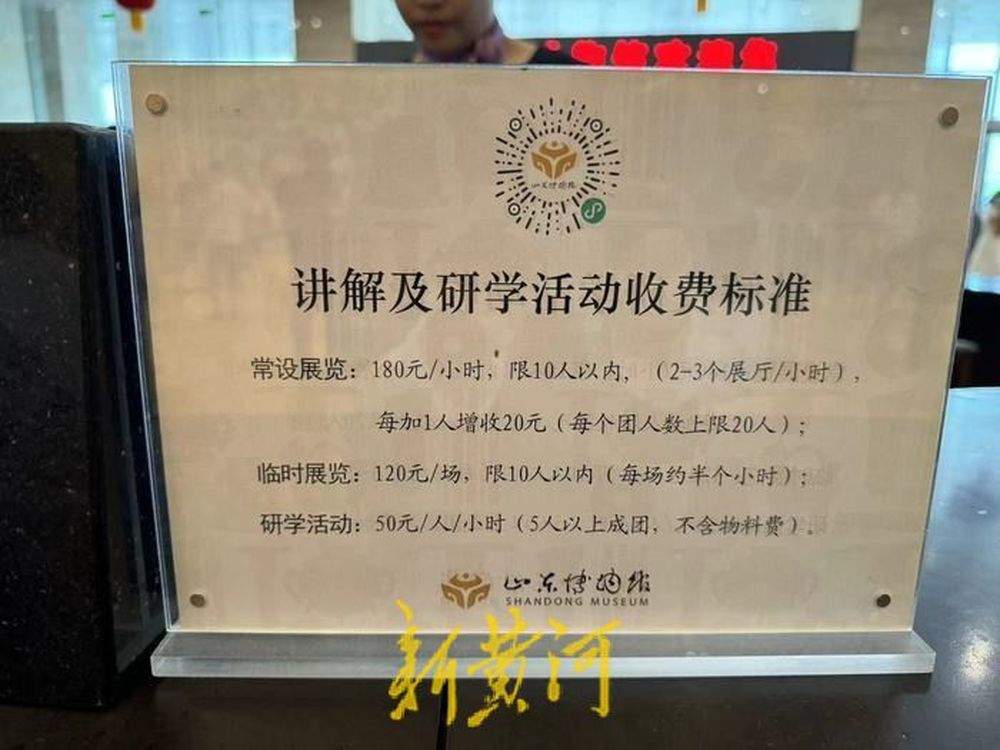 山东博物馆
讲解及研学活动收费标准
常设展览：180元/小时，限10人以内，（2-3个展厅/小时），
每加1人增收20元（每个团人数上限20人）；
临时展览：120元/场，限10人以内（每场约半个小时）；
研学活动：50元/人/小时（5人以上成团，不含物料费）。
山东博物馆
SHANDONG MUSEUM
新黄河